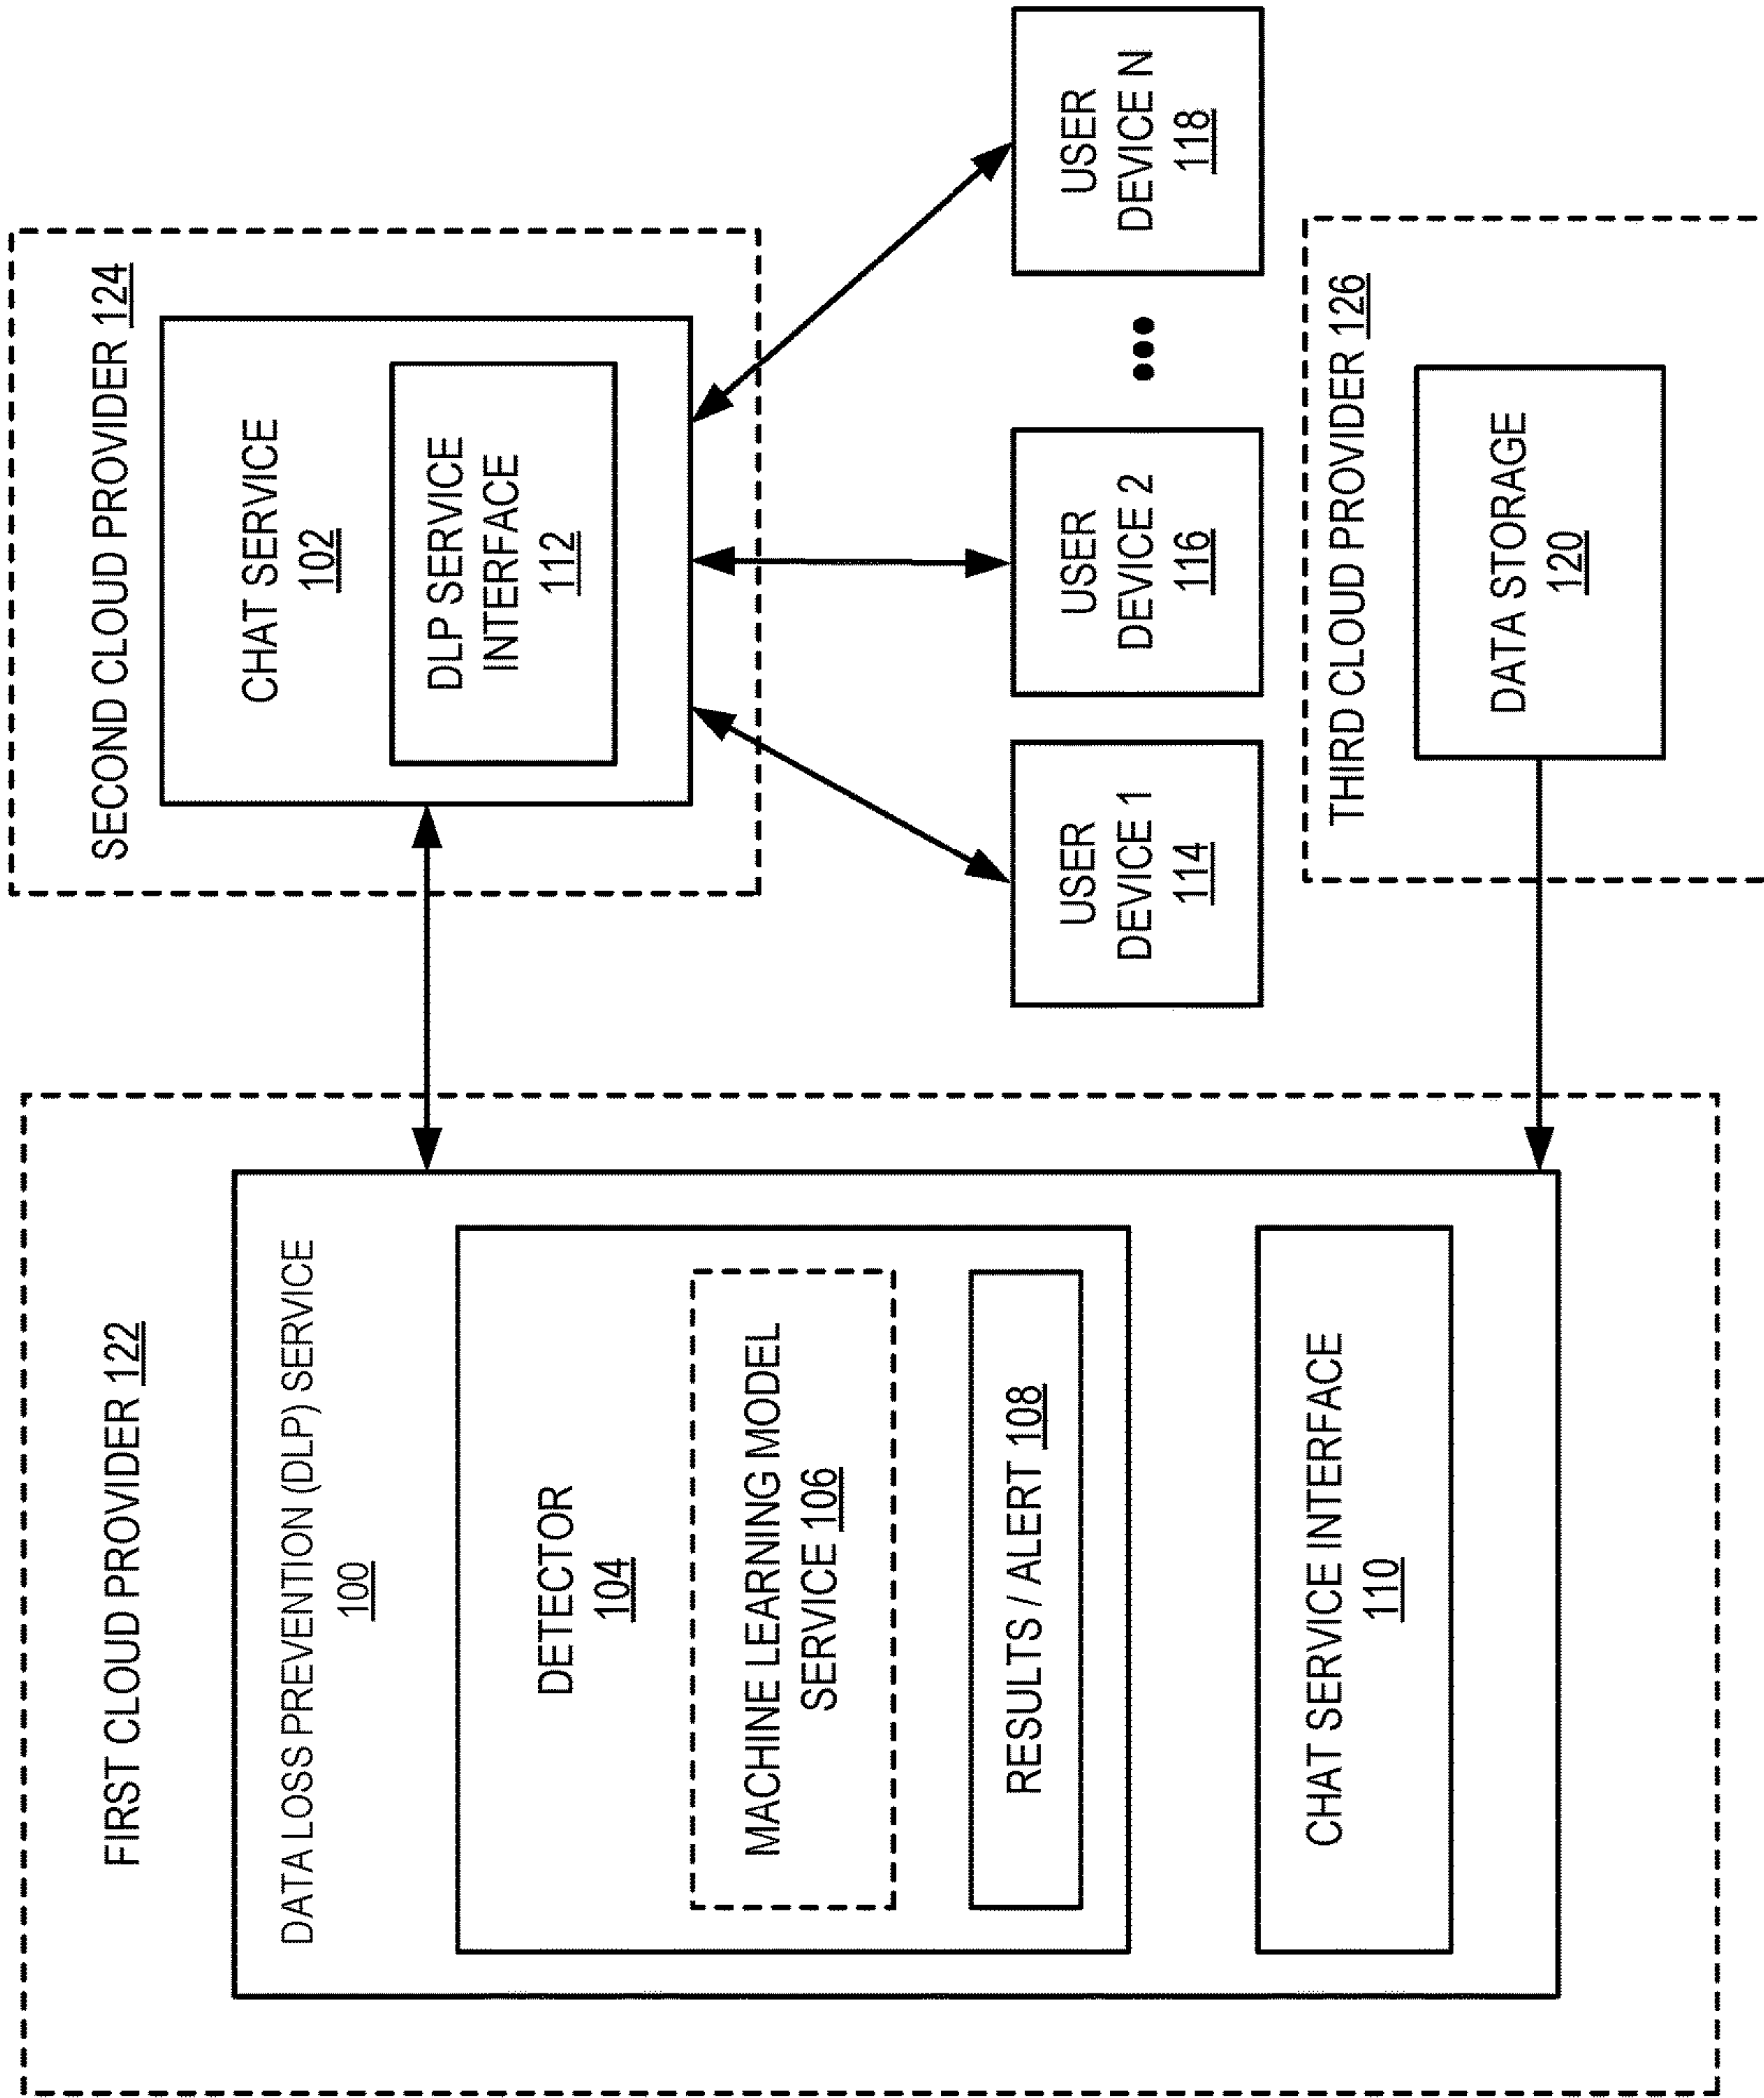 FIRST CLOUD PROVIDER 122
DATA LOSS PREVENTION (DLP) SERVICE
100
DETECTOR
104
MACHINE LEARNING MODEL
SERVICE 106
RESULTS / ALERT 108
CHAT SERVICE INTERFACE
110
SECOND CLOUD PROVIDER 124
CHAT SERVICE
102
DLP SERVICE
INTERFACE
112
USER
DEVICE 1
114
USER
DEVICE 2
116
USER
DEVICE N
118
THIRD CLOUD PROVIDER 126
DATA STORAGE
120